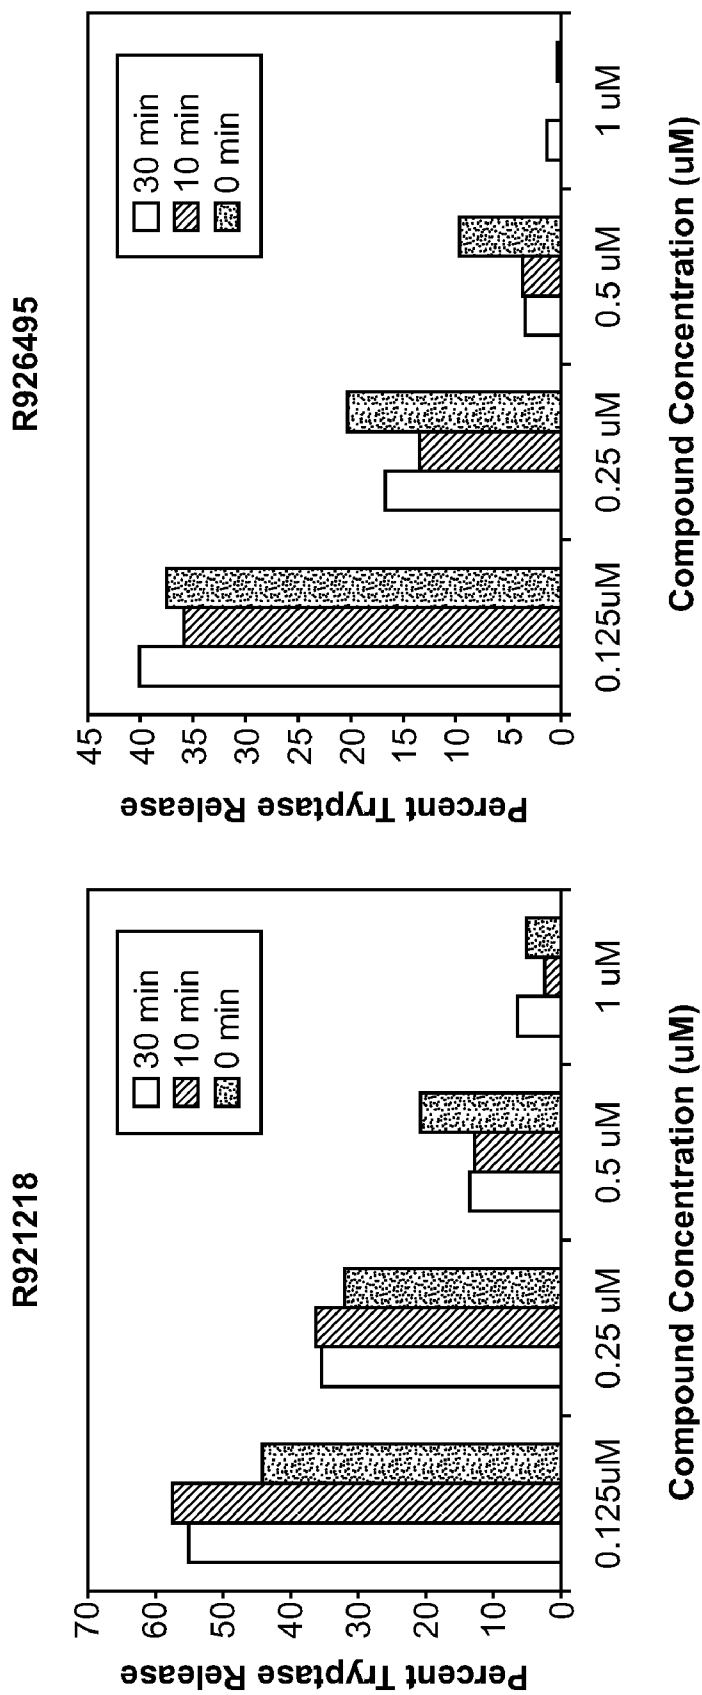 R921218
Percent Tryptase Release
70
60
50
40
30
20
10
0
30 min
10 min
0 min
0.125uM
0.25 uM
0.5 uM
1 uM
Compound Concentration (uM)
R926495
Percent Tryptase Release
45
40
35
30
25
20
15
10
5
0
30 min
10 min
0 min
0.125uM
0.25 uM
0.5 uM
1 uM
Compound Concentration (uM)